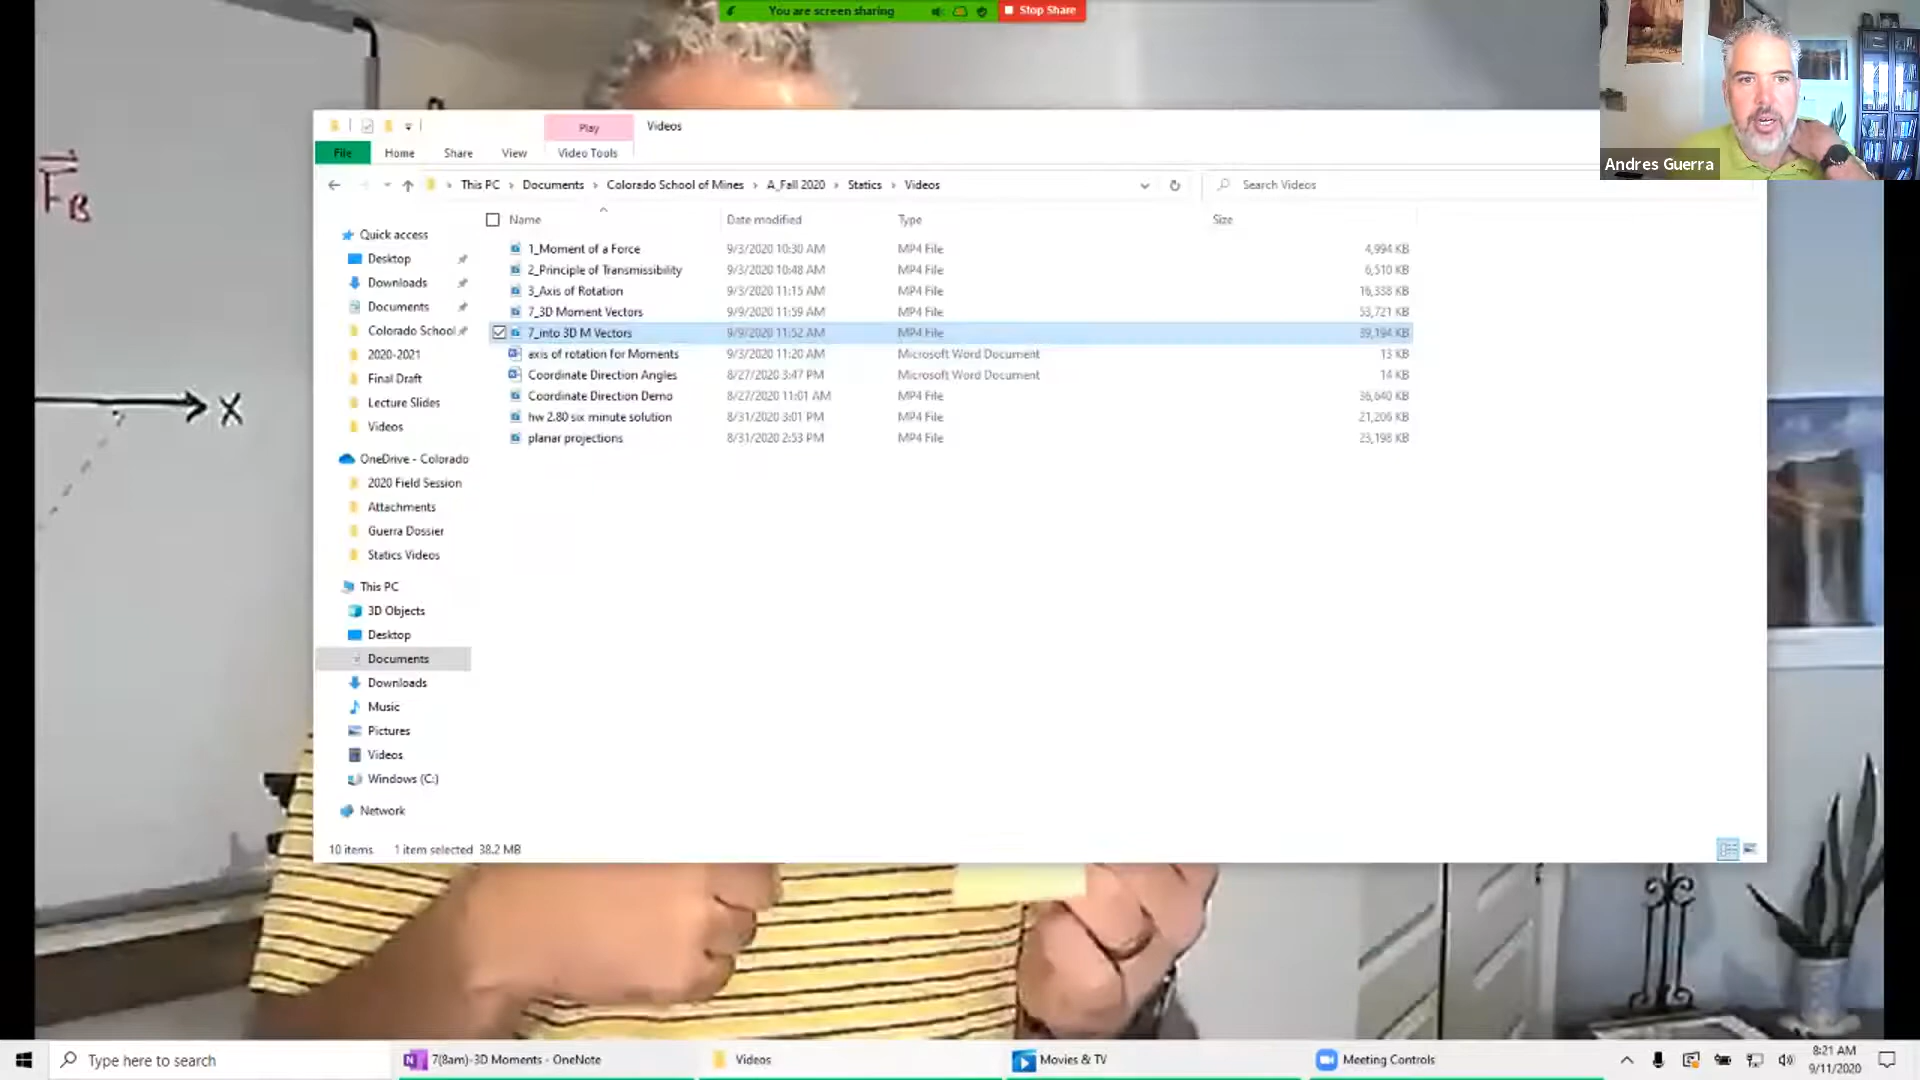 You are screen sharing
Stop Share
Andres Guerra
Play
Videos
File
Home
Share
View
Video Tools
This PC
Documents
Colorado School of Mines
A_Fall 2020
Statics
Videos
Search Videos
Name
Date modified
Type
Size
1_Moment of a Force 9/3/2020 10:30 AM MP4 File 4,994 KB
2_Principle of Transmissibility 9/3/2020 10:48 AM MP4 File 6,510 KB
3_Axis of Rotation 9/3/2020 11:15 AM MP4 File 16,338 KB
7_3D Moment Vectors 9/9/2020 11:59 AM MP4 File 53,721 KB
7_into 3D M Vectors 9/9/2020 11:52 AM MP4 File 39,194 KB
axis of rotation for Moments 9/3/2020 11:20 AM Microsoft Word Document 13 KB
Coordinate Direction Angles 8/27/2020 3:47 PM Microsoft Word Document 14 KB
Coordinate Direction Demo 8/27/2020 11:01 AM MP4 File 36,640 KB
hw 2.80 six minute solution 8/31/2020 3:01 PM MP4 File 21,206 KB
planar projections 8/31/2020 2:53 PM MP4 File 23,198 KB
Quick access
Desktop
Downloads
Documents
Colorado School
2020-2021
Final Draft
Lecture Slides
Videos
OneDrive - Colorado
2020 Field Session
Attachments
Guerra Dossier
Statics Videos
This PC
3D Objects
Desktop
Documents
Downloads
Music
Pictures
Videos
Windows (C:)
Network
10 items 1 item selected 38.2 MB
F
B
X
Type here to search
7(8am)-3D Moments - OneNote
Videos
Movies & TV
Meeting Controls
8:21 AM
9/11/2020